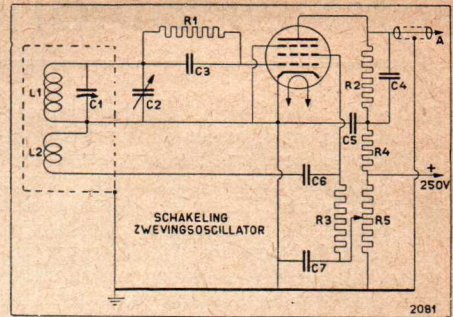 R1
A
C3
L1
C1
C2
R2
C4
C5
L2
R4
+
C6
250V
SCHAKELING
ZWEVINGSOSCILLATOR
R3
R5
C7
2081